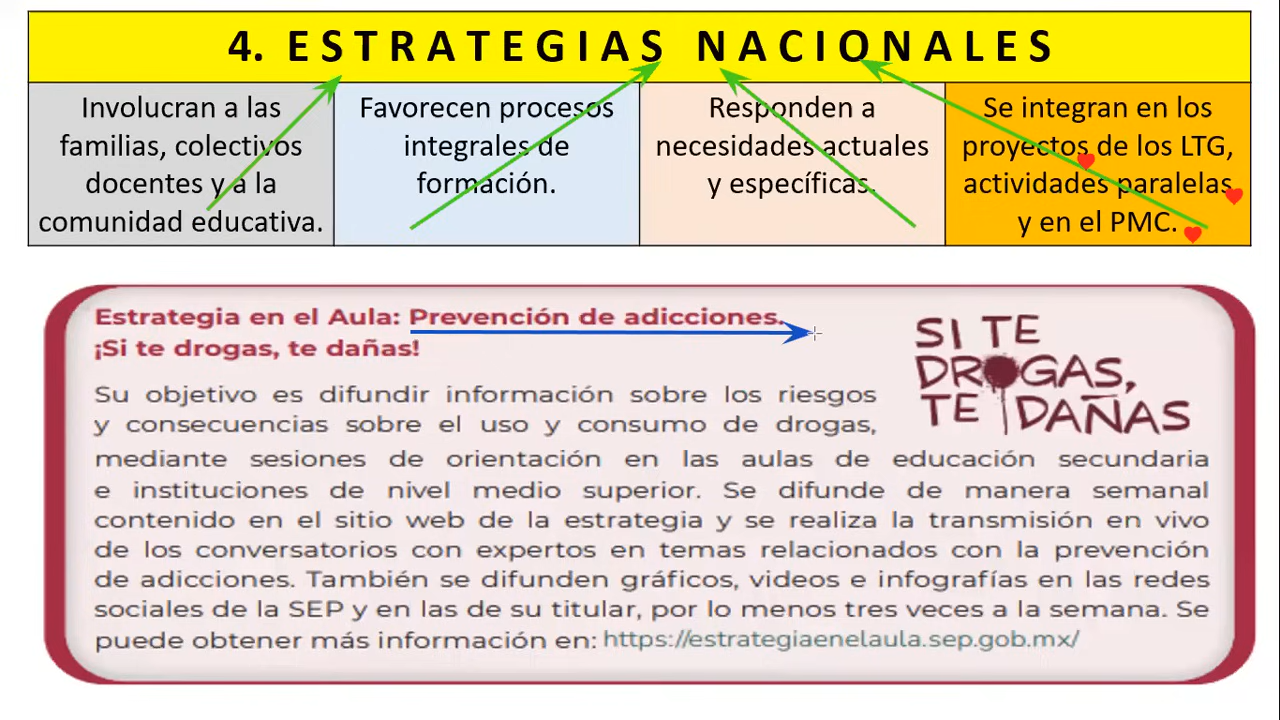 4. ESTRATEGIAS NACIONALES
Involucran a las
familias, colectivos
docentes y a la
comunidad educativa.
Favorecen procesos
integrales de
formación.
Responden a
necesidades actuales
y específicas.
Se integran en los
proyectos de los LTG,
actividades paralelas
y en el PMC.
Estrategia en el Aula: Prevención de adicciones.
¡Si te drogas, te dañas!
SI TE
DROGAS,
TE DAÑAS
Su objetivo es difundir información sobre los riesgos
y consecuencias sobre el uso y consumo de drogas,
mediante sesiones de orientación en las aulas de educación secundaria
e instituciones de nivel medio superior. Se difunde de manera semanal
contenido en el sitio web de la estrategia y se realiza la transmisión en vivo
de los conversatorios con expertos en temas relacionados con la prevención
de adicciones. También se difunden gráficos, videos e infografías en las redes
sociales de la SEP y en las de su titular, por lo menos tres veces a la semana. Se
puede obtener más información en: https://estrategiaenelaula.sep.gob.mx/